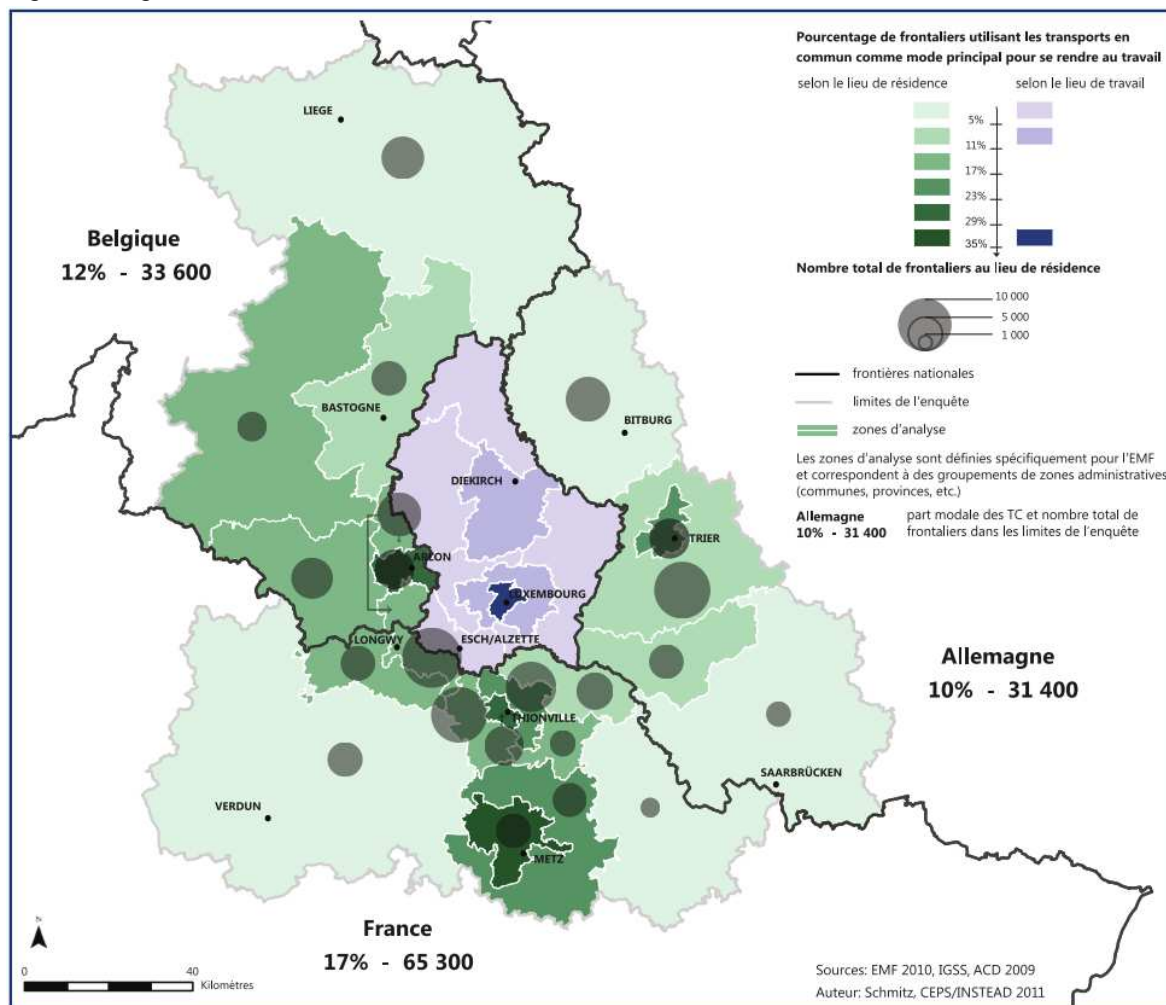 Pourcentage de frontaliers utilisant les transports en
commun comme mode principal pour se rendre au travail
selon le lieu de résidence
selon le lieu de travail
5%
11%
17%
23%
29%
35%
Nombre total de frontaliers au lieu de résidence
10 000
5 000
1 000
frontières nationales
limites de l'enquête
zones d'analyse
Les zones d'analyse sont définies spécifiquement pour l'EMF
et correspondent à des groupements de zones administratives
(communes, provinces, etc.)
Allemagne
10% - 31 400
part modale des TC et nombre total de
frontaliers dans les limites de l'enquête
LIEGE
Belgique
12% - 33 600
BASTOGNE
BITBURG
DIEKIRCH
TRIER
ARLON
LUXEMBOURG
LONGWY
ESCH/ALZETTE
Allemagne
10% - 31 400
THIONVILLE
SAARBRÜCKEN
VERDUN
METZ
France
17% - 65 300
N
0
40
Kilomètres
Sources: EMF 2010, IGSS, ACD 2009
Auteur: Schmitz, CEPS/INSTEAD 2011